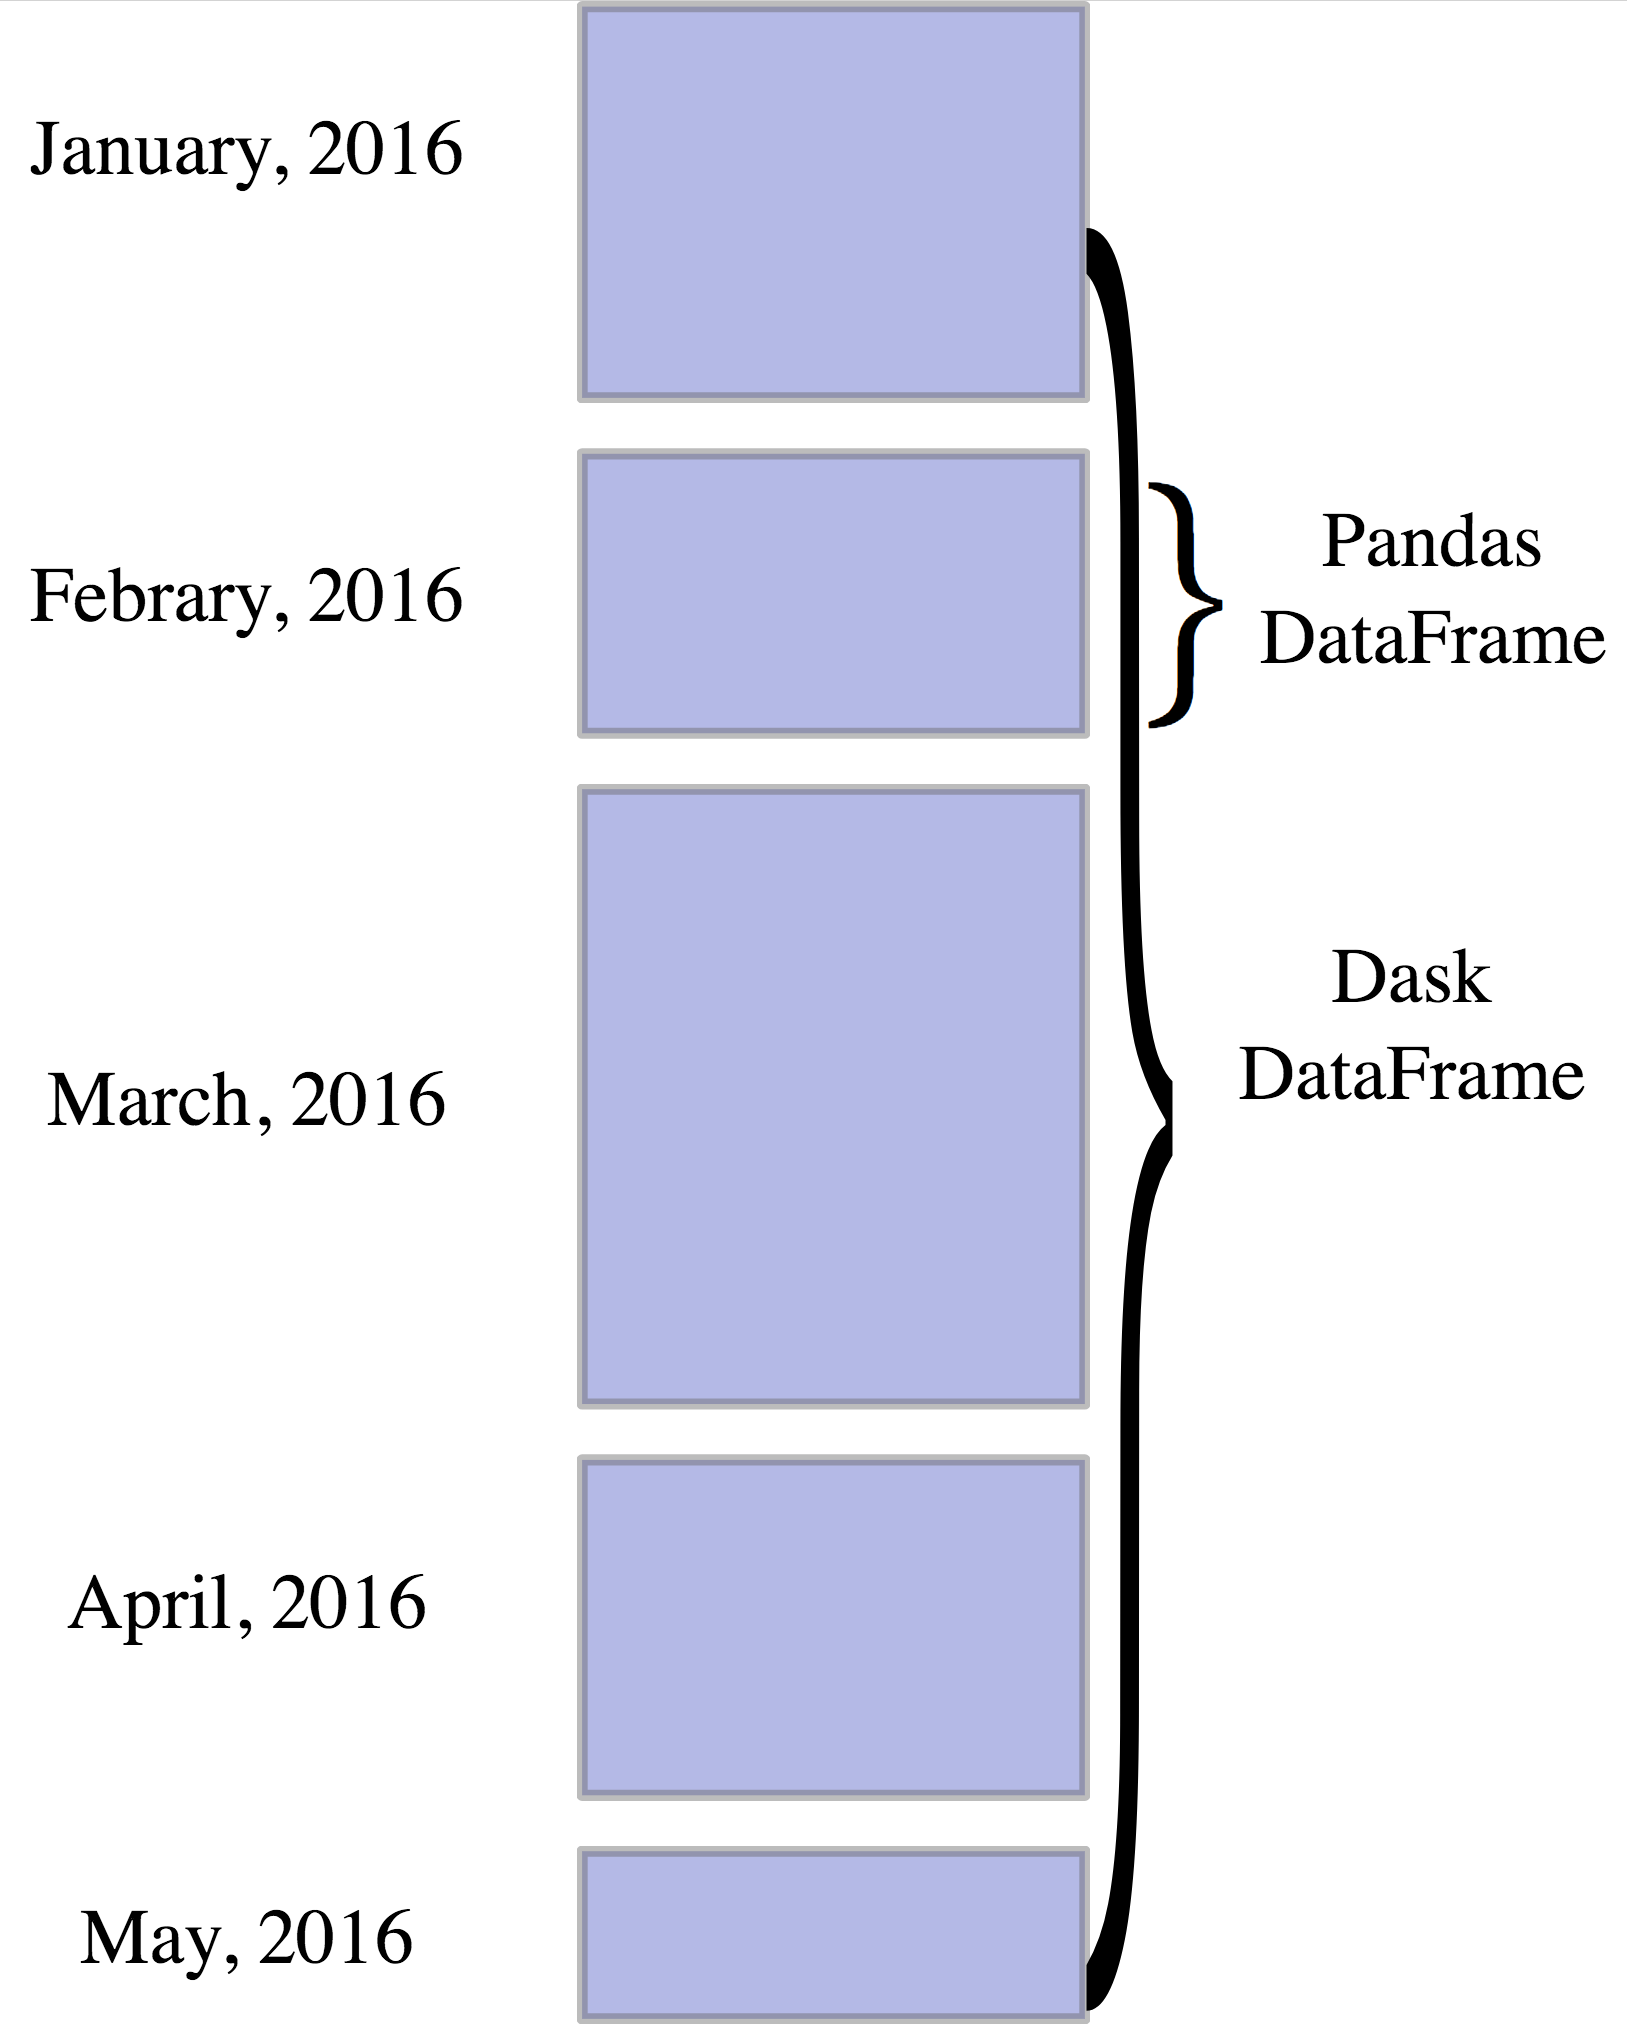 January, 2016
Febrary, 2016
Pandas
DataFrame
Dask
DataFrame
March, 2016
April, 2016
May, 2016